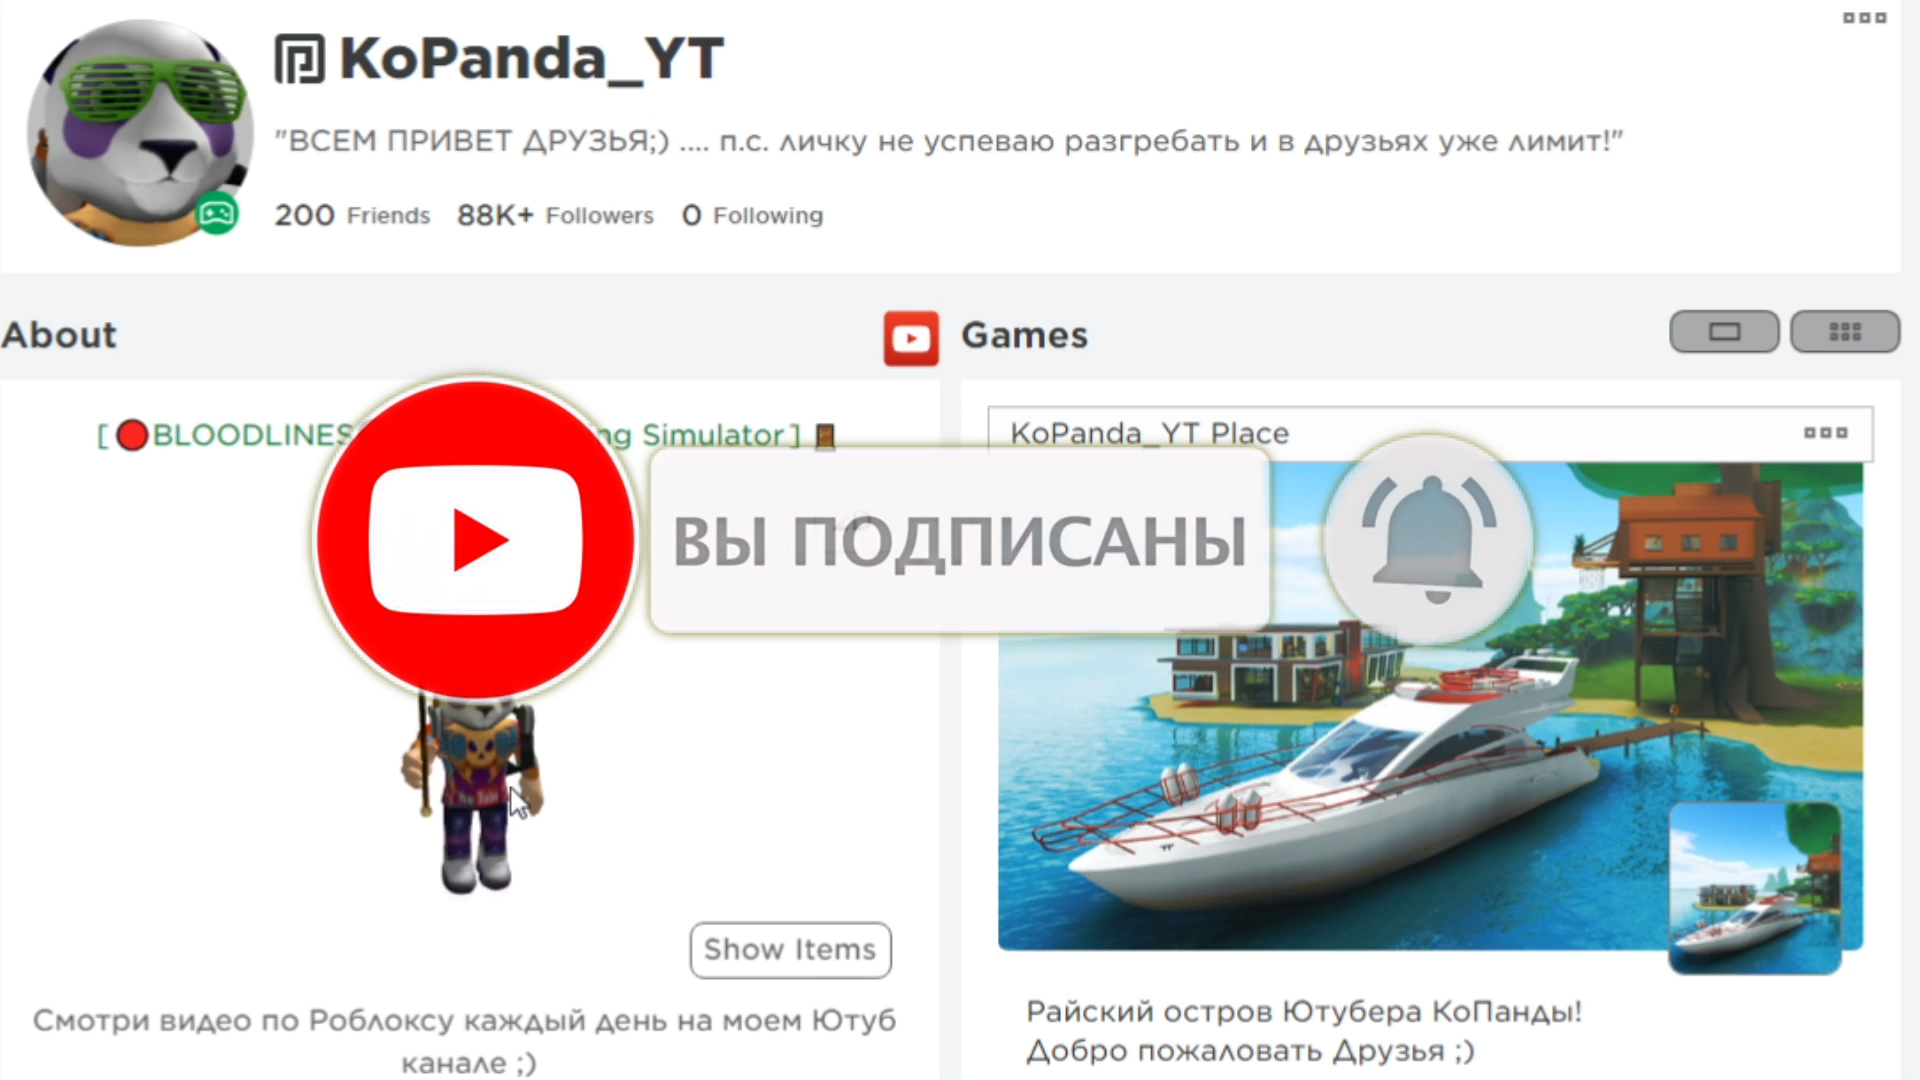 KoPanda_YT
"ВСЕМ ПРИВЕТ ДРУЗЬЯ;) .... п.с. личку не успеваю разгребать и в друзьях уже лимит!"
200 Friends 88K+ Followers 0 Following
About
Games
[ BLOODLINES ng Simulator]
KoPanda_YT Place
ВЫ ПОДПИСАНЫ
Show Items
Смотри видео по Роблоксу каждый день на моем Ютуб
канале ;)
Райский остров Ютубера КоПанды!
Добро пожаловать Друзья ;)